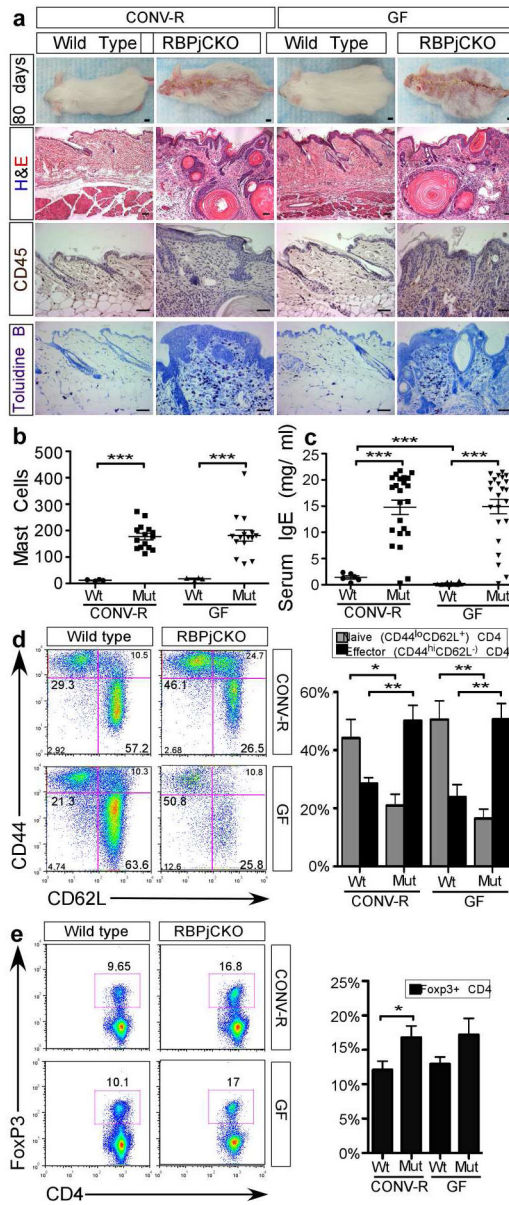 a
CONV-R GF
Wild Type RBPjCKO Wild Type RBPjCKO
80 days
H&E
CD45
Toluidine B
b
Mast Cells
500
400
300
200
100
0
*** ***
Wt Mut Wt Mut
CONV-R GF
c
Serum IgE (mg/ ml)
25
20
15
10
5
0
***
*** ***
Wt Mut Wt Mut
CONV-R GF
d
Wild type RBPjCKO
10.5 24.7
29.3 46.1
2.92 57.2 2.68 26.5
CONV-R
10.3 10.8
21.3 50.8
4.74 63.6 12.6 25.8
GF
CD44
CD62L
Naive (CD44loCD62L+) CD4
Effector (CD44hiCD62L-) CD4
60%
40%
20%
0%
* **
** **
Wt Mut Wt Mut
CONV-R GF
e
Wild type RBPjCKO
9.65 16.8
CONV-R
10.1 17
GF
FoxP3
CD4
Foxp3+ CD4
25%
20%
15%
10%
5%
0%
*
Wt Mut Wt Mut
CONV-R GF